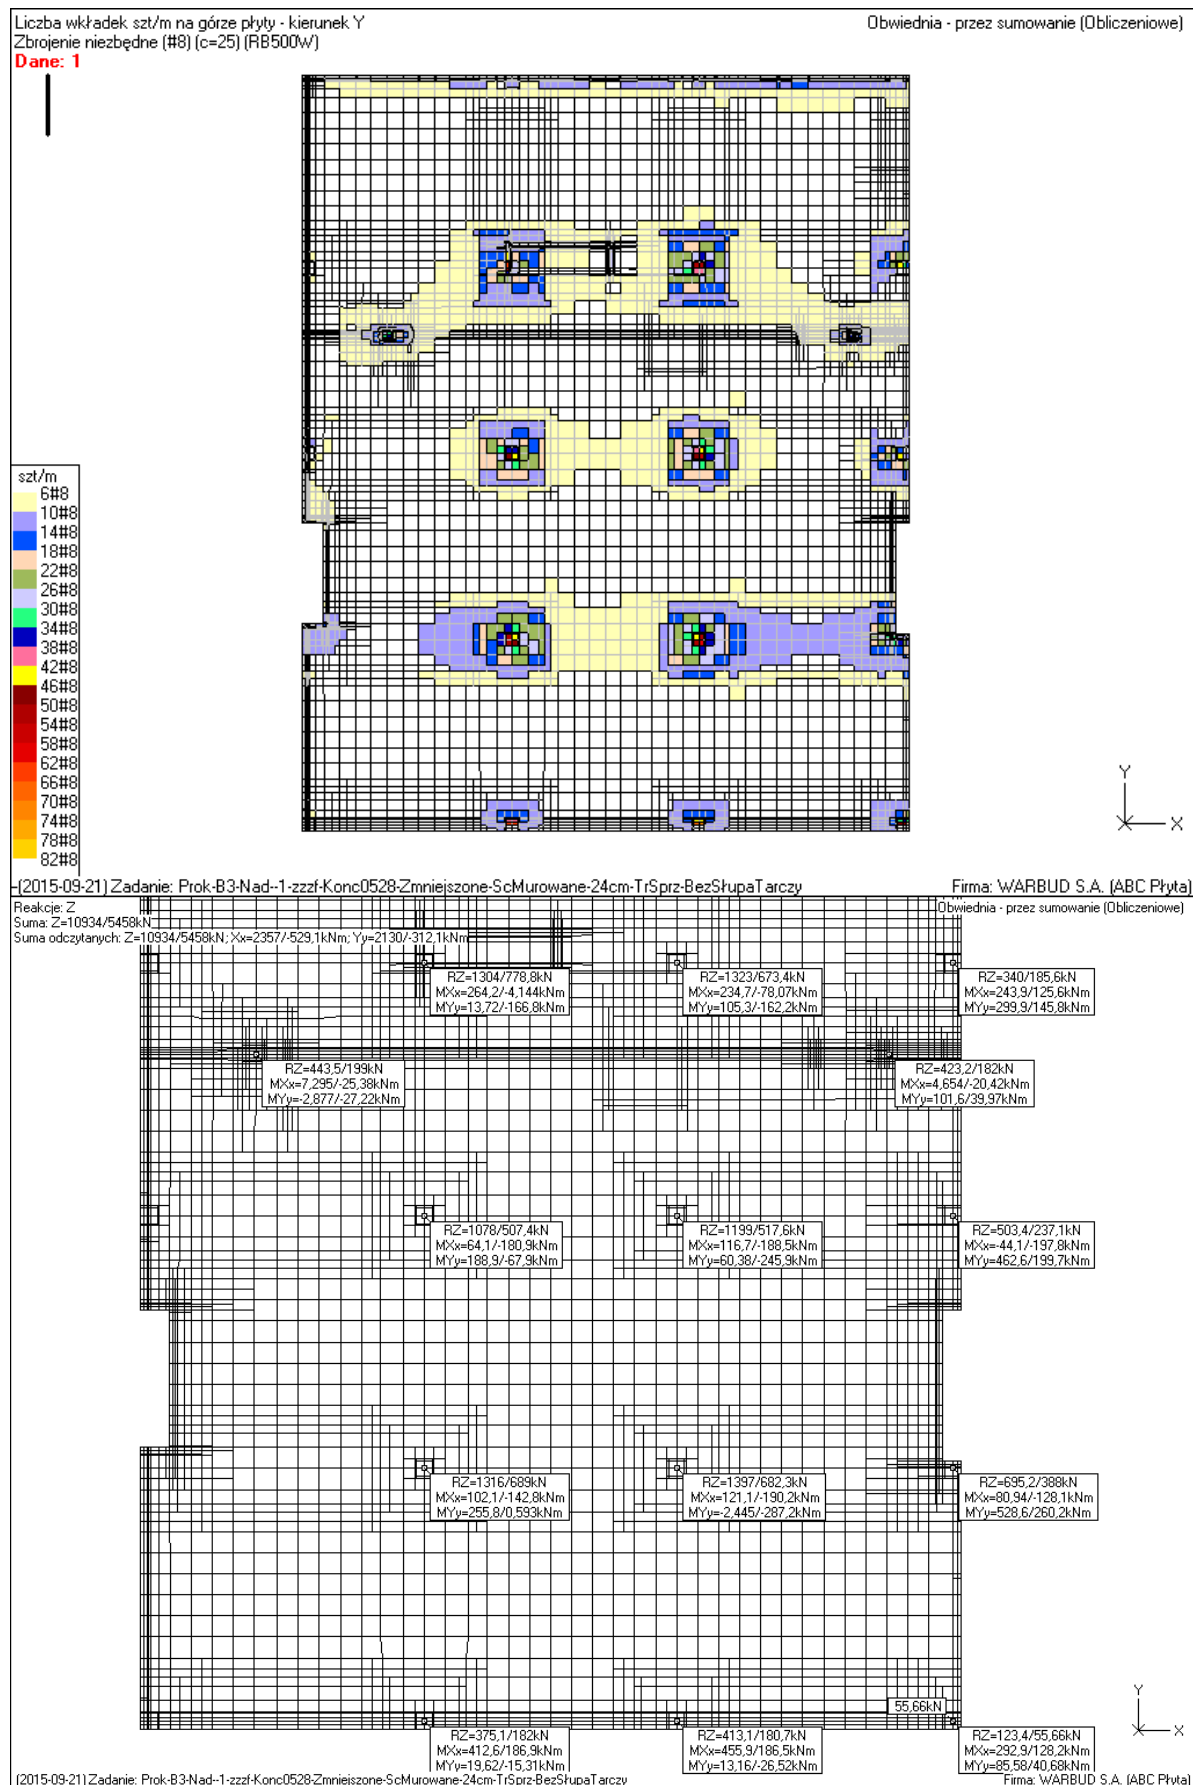 Liczba wkładek szt/m na górze płyty - kierunek Y
Obwiednia - przez sumowanie (Obliczeniowe)
Zbrojenie niezbędne (#8) (c=25) (RB500W)
Dane: 1
szt/m
6#8
10#8
14#8
18#8
22#8
26#8
30#8
34#8
38#8
42#8
46#8
50#8
54#8
58#8
62#8
66#8
70#8
74#8
78#8
82#8
Y
X
(2015-09-21) Zadanie: Prok-B3-Nad--1-zzzf-Konc0528-Zmniejszone-ScMurowane-24cm-TrSprz-BezSłupaTarczy
Firma: WARBUD S.A. (ABC Płyta)
Reakcje: Z
Obwiednia - przez sumowanie (Obliczeniowe)
Suma: Z=10934/5458kN
Suma odczytanych: Z=10934/5458kN; Xx=2357/-529,1kNm; Yy=2130/-312,1kNm
RZ=1304/778,8kN
MXx=264,2/-4,144kNm
MYy=13,72/-166,8kNm
RZ=1323/673,4kN
MXx=234,7/-78,07kNm
MYy=105,3/-162,2kNm
RZ=340/185,6kN
MXx=243,9/125,6kNm
MYy=299,9/145,8kNm
RZ=443,5/199kN
MXx=7,295/-25,38kNm
MYy=-2,877/-27,22kNm
RZ=423,2/182kN
MXx=4,654/-20,42kNm
MYy=101,6/39,97kNm
RZ=1078/507,4kN
MXx=64,1/-180,9kNm
MYy=188,9/-67,9kNm
RZ=1199/517,6kN
MXx=116,7/-188,5kNm
MYy=60,38/-245,9kNm
RZ=503,4/237,1kN
MXx=-44,1/-197,8kNm
MYy=462,6/199,7kNm
RZ=1316/689kN
MXx=102,1/-142,8kNm
MYy=255,8/0,593kNm
RZ=1397/682,3kN
MXx=121,1/-190,2kNm
MYy=-2,445/-287,2kNm
RZ=695,2/388kN
MXx=80,94/-128,1kNm
MYy=528,6/260,2kNm
55,66kN
Y
X
RZ=375,1/182kN
MXx=412,6/186,9kNm
MYy=19,62/-15,31kNm
RZ=413,1/180,7kN
MXx=455,9/186,5kNm
MYy=13,16/-26,52kNm
RZ=123,4/55,66kN
MXx=292,9/128,2kNm
MYy=85,58/40,68kNm
(2015-09-21) Zadanie: Prok-B3-Nad--1-zzzf-Konc0528-Zmniejszone-ScMurowane-24cm-TrSprz-BezSłupaTarczy
Firma: WARBUD S.A. (ABC Płyta)